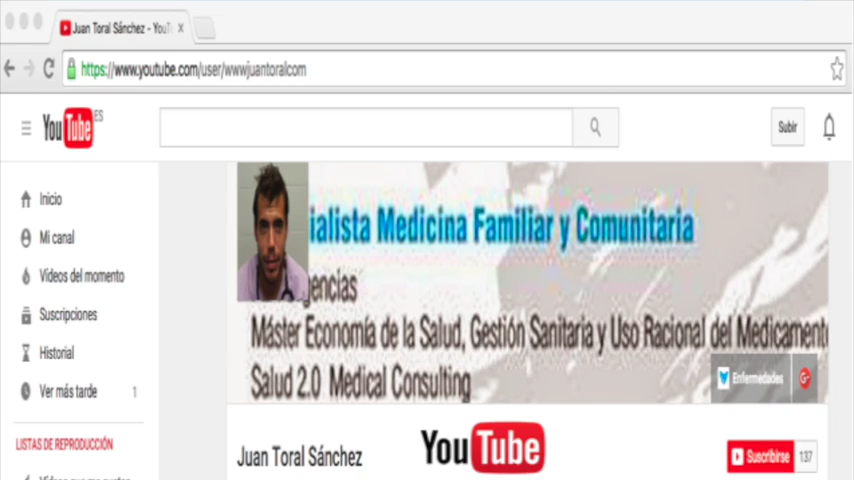 Juan Toral Sánchez - YouT
https://www.youtube.com/user/wwwjuantoralcom
YouTube ES
Subir
Inicio
Mi canal
Vídeos del momento
Suscripciones
Historial
Ver más tarde 1
LISTAS DE REPRODUCCIÓN
ialista Medicina Familiar y Comunitaria
gencias
Máster Economía de la Salud, Gestión Sanitaria y Uso Racional del Medicamento
Salud 2.0 Medical Consulting
Enfermedades G+
Juan Toral Sánchez
YouTube
Suscribirse 137